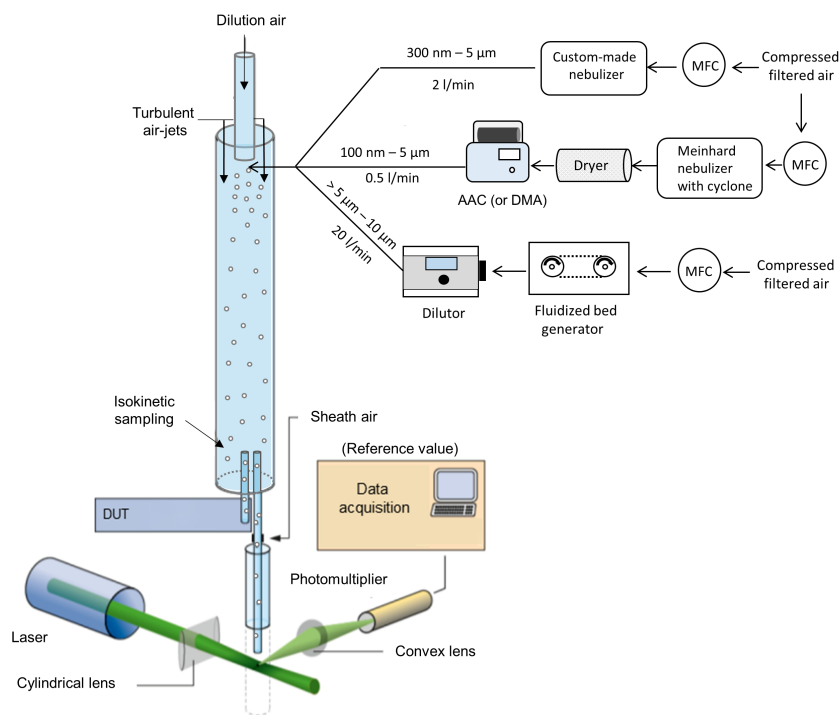 Dilution air
Turbulent
air-jets
300 nm – 5 µm
2 l/min
Custom-made
nebulizer
MFC
Compressed
filtered air
100 nm – 5 µm
0.5 l/min
AAC (or DMA)
Dryer
Meinhard
nebulizer
with cyclone
MFC
> 5 µm – 10 µm
20 l/min
Dilutor
Fluidized bed
generator
MFC
Compressed
filtered air
Isokinetic
sampling
Sheath air
(Reference value)
Data
acquisition
DUT
Photomultiplier
Laser
Convex lens
Cylindrical lens